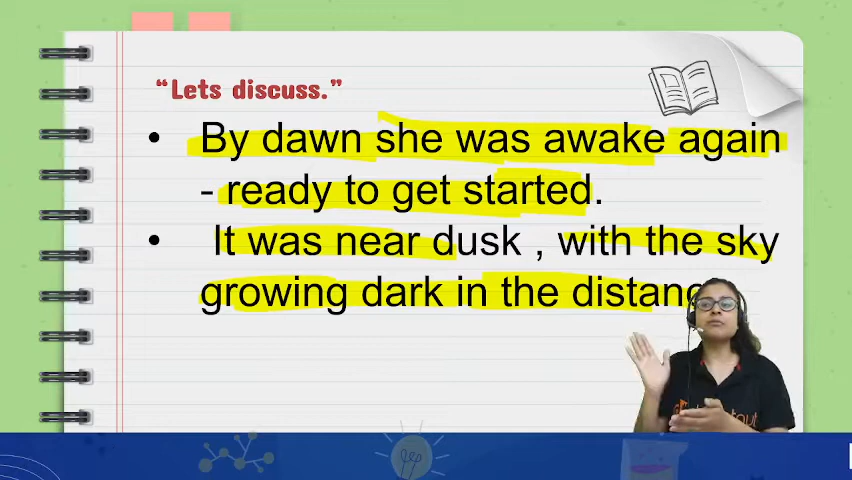 “Lets discuss.”
• By dawn she was awake again
- ready to get started.
• It was near dusk , with the sky
growing dark in the